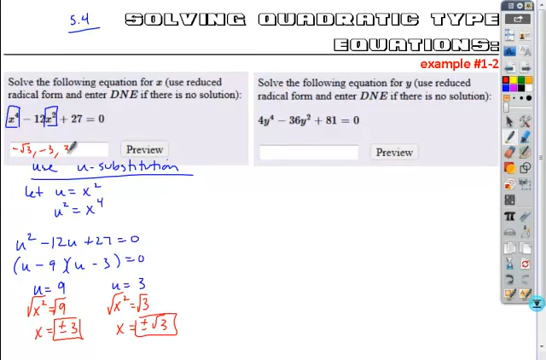 5.4
SOLVING QUADRATIC TYPE
EQUATIONS:
example #1-2
Solve the following equation for x (use reduced
radical form and enter DNE if there is no solution):
x⁴ − 12x² + 27 = 0
−√3, −3, 3
Preview
use u-substitution
let u = x²
u² = x⁴
u² − 12u + 27 = 0
(u − 9)(u − 3) = 0
u = 9 u = 3
√x² = √9 √x² = √3
x = ±3 x = ±√3
Solve the following equation for y (use reduced
radical form and enter DNE if there is no solution):
4y⁴ − 36y² + 81 = 0
Preview